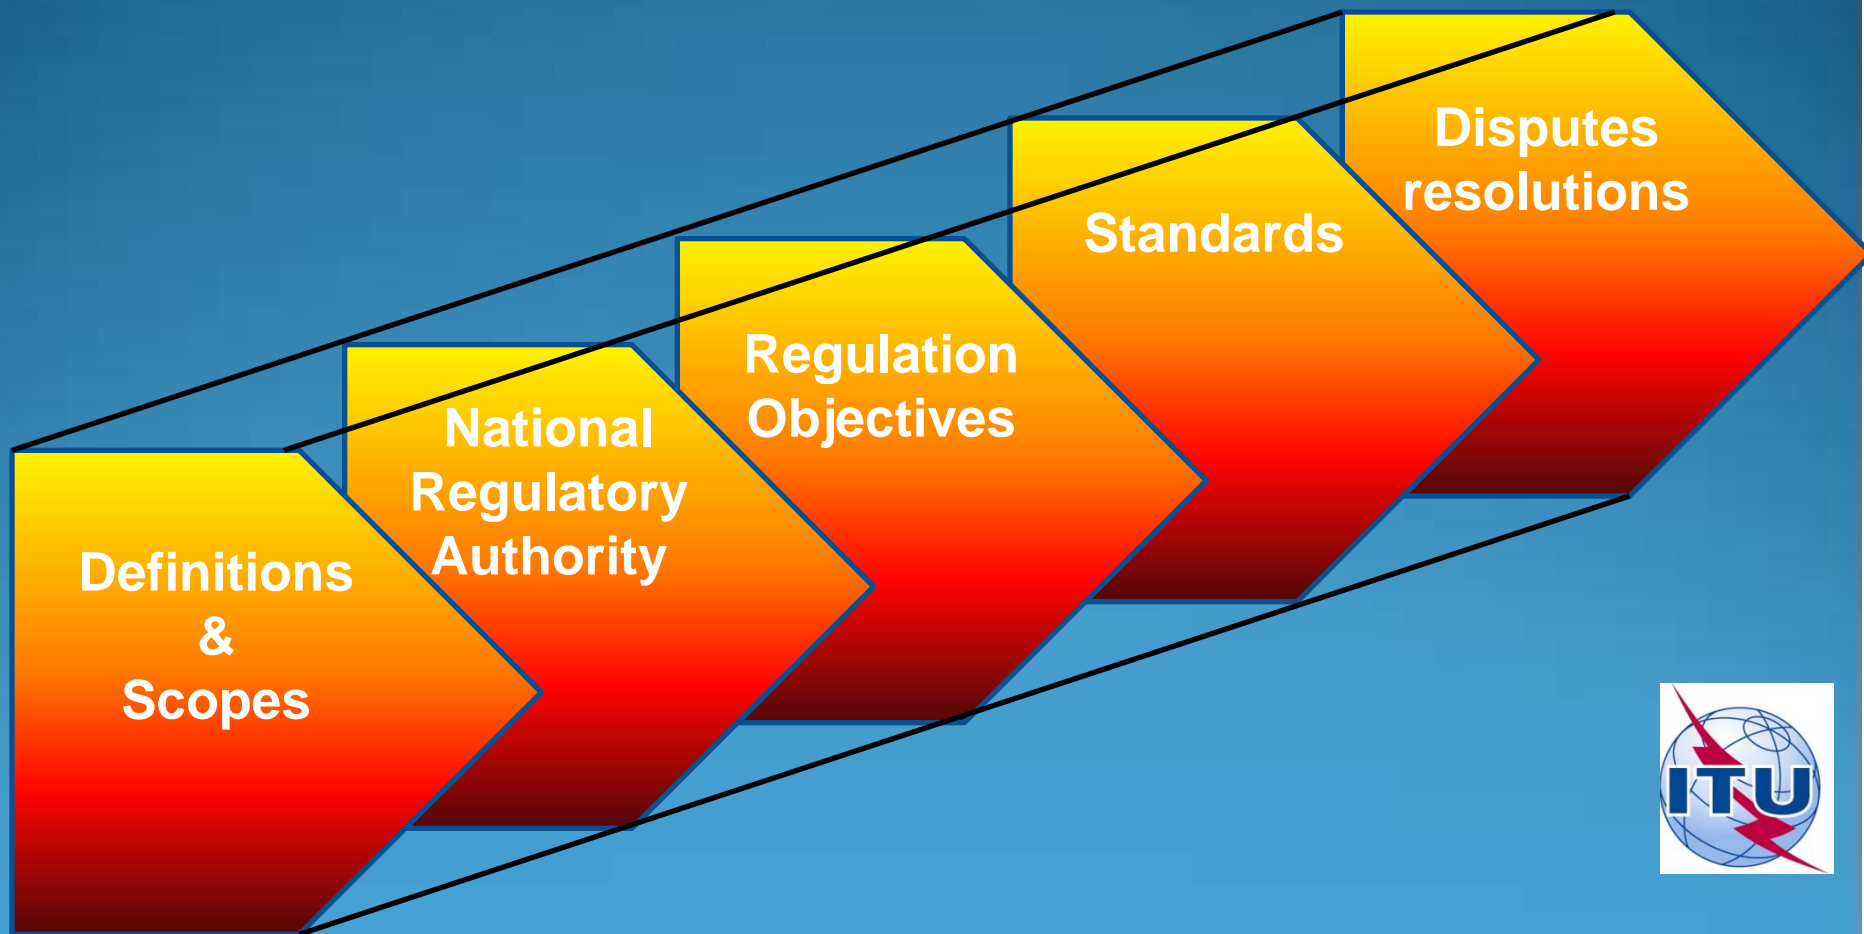 Definitions
&
Scopes
National
Regulatory
Authority
Regulation
Objectives
Standards
Disputes
resolutions
ITU